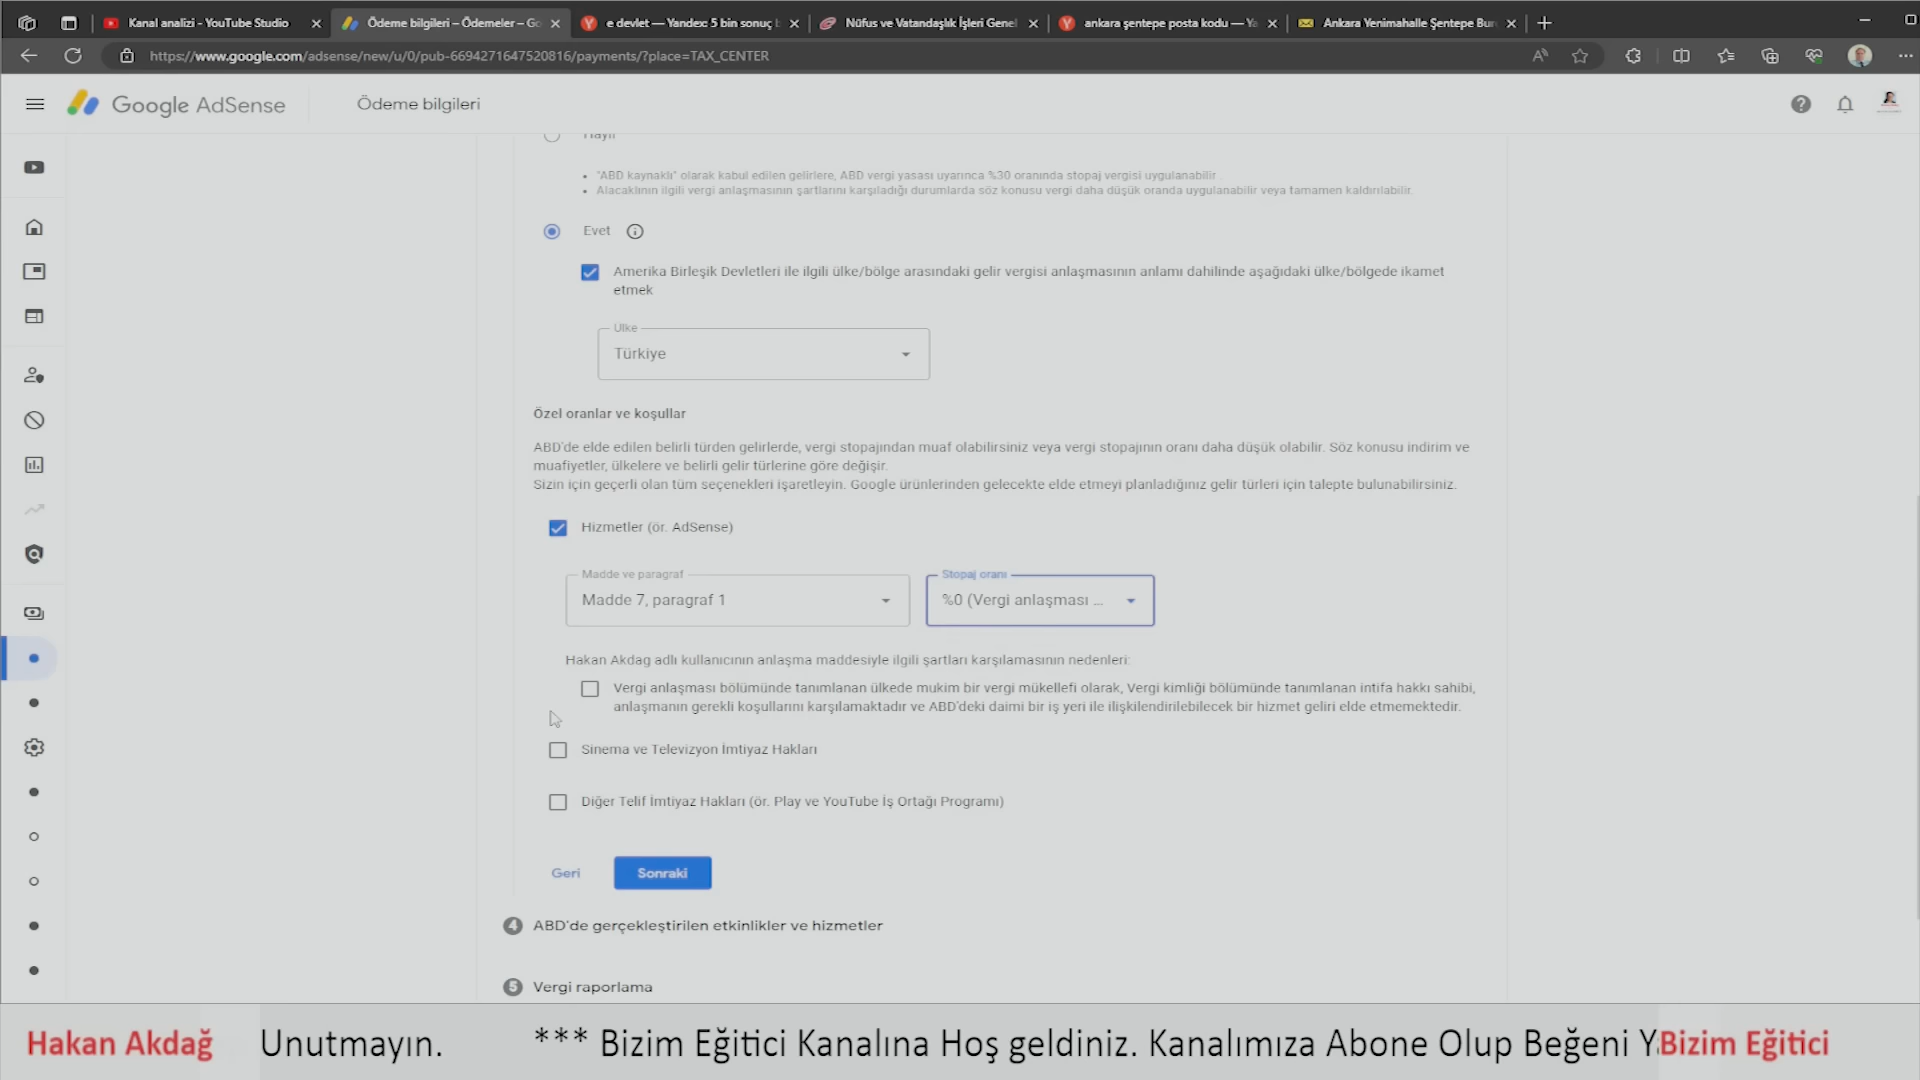 Kanal analizi - YouTube Studio
Ödeme bilgileri – Ödemeler – Go
e devlet — Yandex: 5 bin sonuç b
Nüfus ve Vatandaşlık İşleri Genel
ankara şentepe posta kodu — Ya
Ankara Yenimahalle Şentepe Bur
https://www.google.com/adsense/new/u/0/pub-6694271647520816/payments/?place=TAX_CENTER
Google AdSense
Ödeme bilgileri
Hayır
"ABD kaynaklı" olarak kabul edilen gelirlere, ABD vergi yasası uyarınca %30 oranında stopaj vergisi uygulanabilir.
Alacaklının ilgili vergi anlaşmasının şartlarını karşıladığı durumlarda söz konusu vergi daha düşük oranda uygulanabilir veya tamamen kaldırılabilir.
Evet
Amerika Birleşik Devletleri ile ilgili ülke/bölge arasındaki gelir vergisi anlaşmasının anlamı dahilinde aşağıdaki ülke/bölgede ikamet
etmek
Ülke
Türkiye
Özel oranlar ve koşullar
ABD'de elde edilen belirli türden gelirlerde, vergi stopajından muaf olabilirsiniz veya vergi stopajının oranı daha düşük olabilir. Söz konusu indirim ve
muafiyetler, ülkelere ve belirli gelir türlerine göre değişir.
Sizin için geçerli olan tüm seçenekleri işaretleyin. Google ürünlerinden gelecekte elde etmeyi planladığınız gelir türleri için talepte bulunabilirsiniz.
Hizmetler (ör. AdSense)
Madde ve paragraf
Madde 7, paragraf 1
Stopaj oranı
%0 (Vergi anlaşması ...
Hakan Akdag adlı kullanıcının anlaşma maddesiyle ilgili şartları karşılamasının nedenleri:
Vergi anlaşması bölümünde tanımlanan ülkede mukim bir vergi mükellefi olarak, Vergi kimliği bölümünde tanımlanan intifa hakkı sahibi,
anlaşmanın gerekli koşullarını karşılamaktadır ve ABD'deki daimi bir iş yeri ile ilişkilendirilebilecek bir hizmet geliri elde etmemektedir.
Sinema ve Televizyon İmtiyaz Hakları
Diğer Telif İmtiyaz Hakları (ör. Play ve YouTube İş Ortağı Programı)
Geri
Sonraki
4 ABD'de gerçekleştirilen etkinlikler ve hizmetler
5 Vergi raporlama
Hakan Akdağ Unutmayın. *** Bizim Eğitici Kanalına Hoş geldiniz. Kanalımıza Abone Olup Beğeni Ya Bizim Eğitici